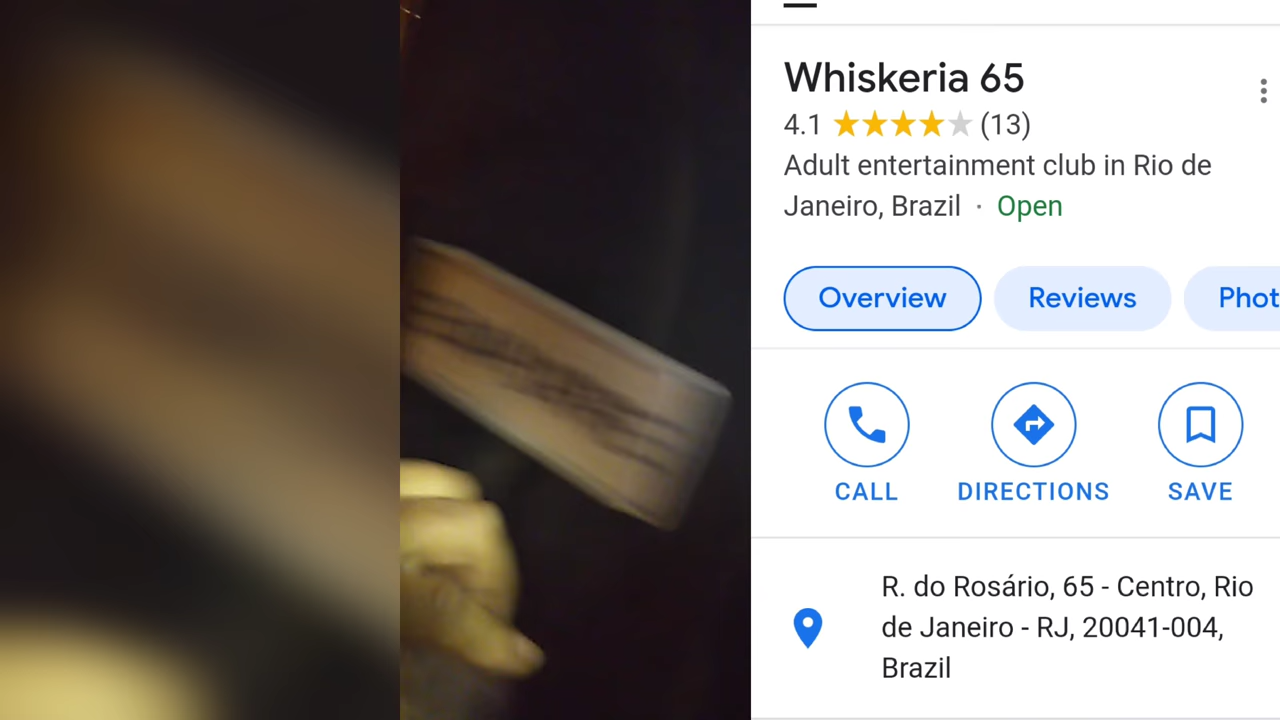 Whiskeria 65
4.1 (13)
Adult entertainment club in Rio de
Janeiro, Brazil · Open
Overview
Reviews
Phot
CALL
DIRECTIONS
SAVE
R. do Rosário, 65 - Centro, Rio
de Janeiro - RJ, 20041-004,
Brazil